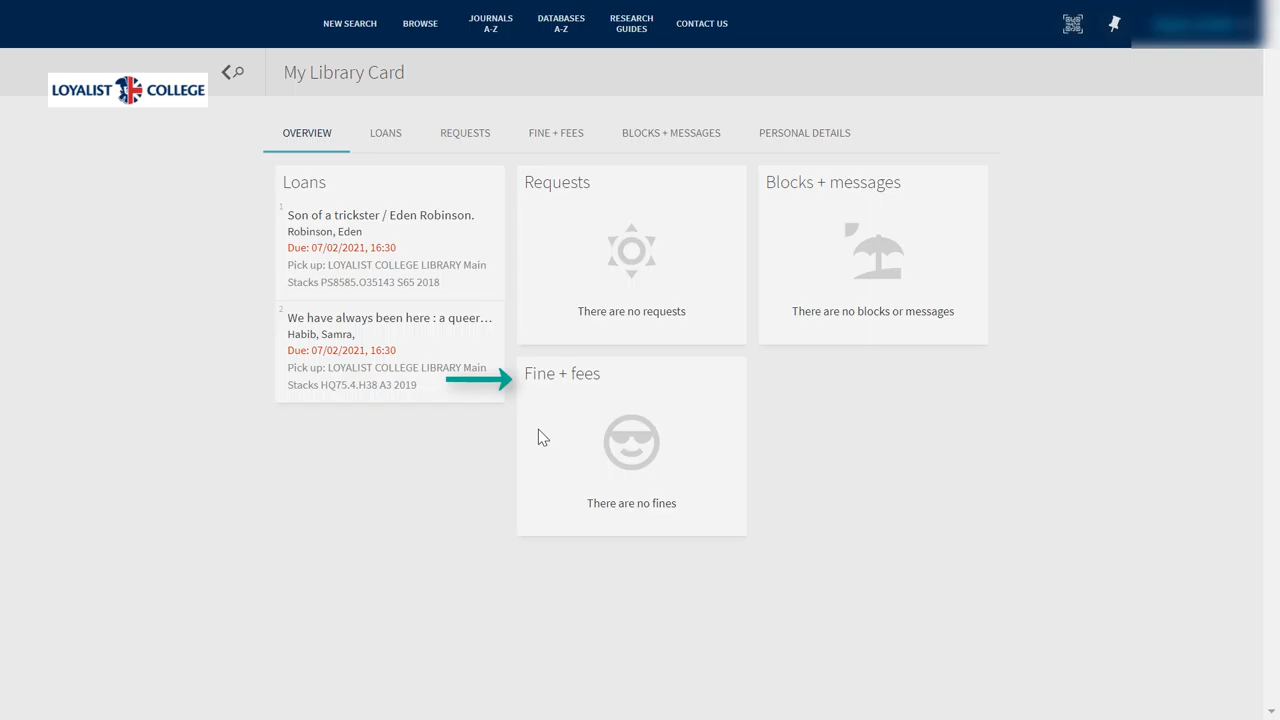 NEW SEARCH
BROWSE
JOURNALS
A-Z
DATABASES
A-Z
RESEARCH
GUIDES
CONTACT US
LOYALIST COLLEGE
My Library Card
OVERVIEW
LOANS
REQUESTS
FINE + FEES
BLOCKS + MESSAGES
PERSONAL DETAILS
Loans
1
Son of a trickster / Eden Robinson.
Robinson, Eden
Due: 07/02/2021, 16:30
Pick up: LOYALIST COLLEGE LIBRARY Main
Stacks PS8585.O35143 S65 2018
2
We have always been here : a queer…
Habib, Samra,
Due: 07/02/2021, 16:30
Pick up: LOYALIST COLLEGE LIBRARY Main
Stacks HQ75.4.H38 A3 2019
Requests
There are no requests
Fine + fees
There are no fines
Blocks + messages
There are no blocks or messages